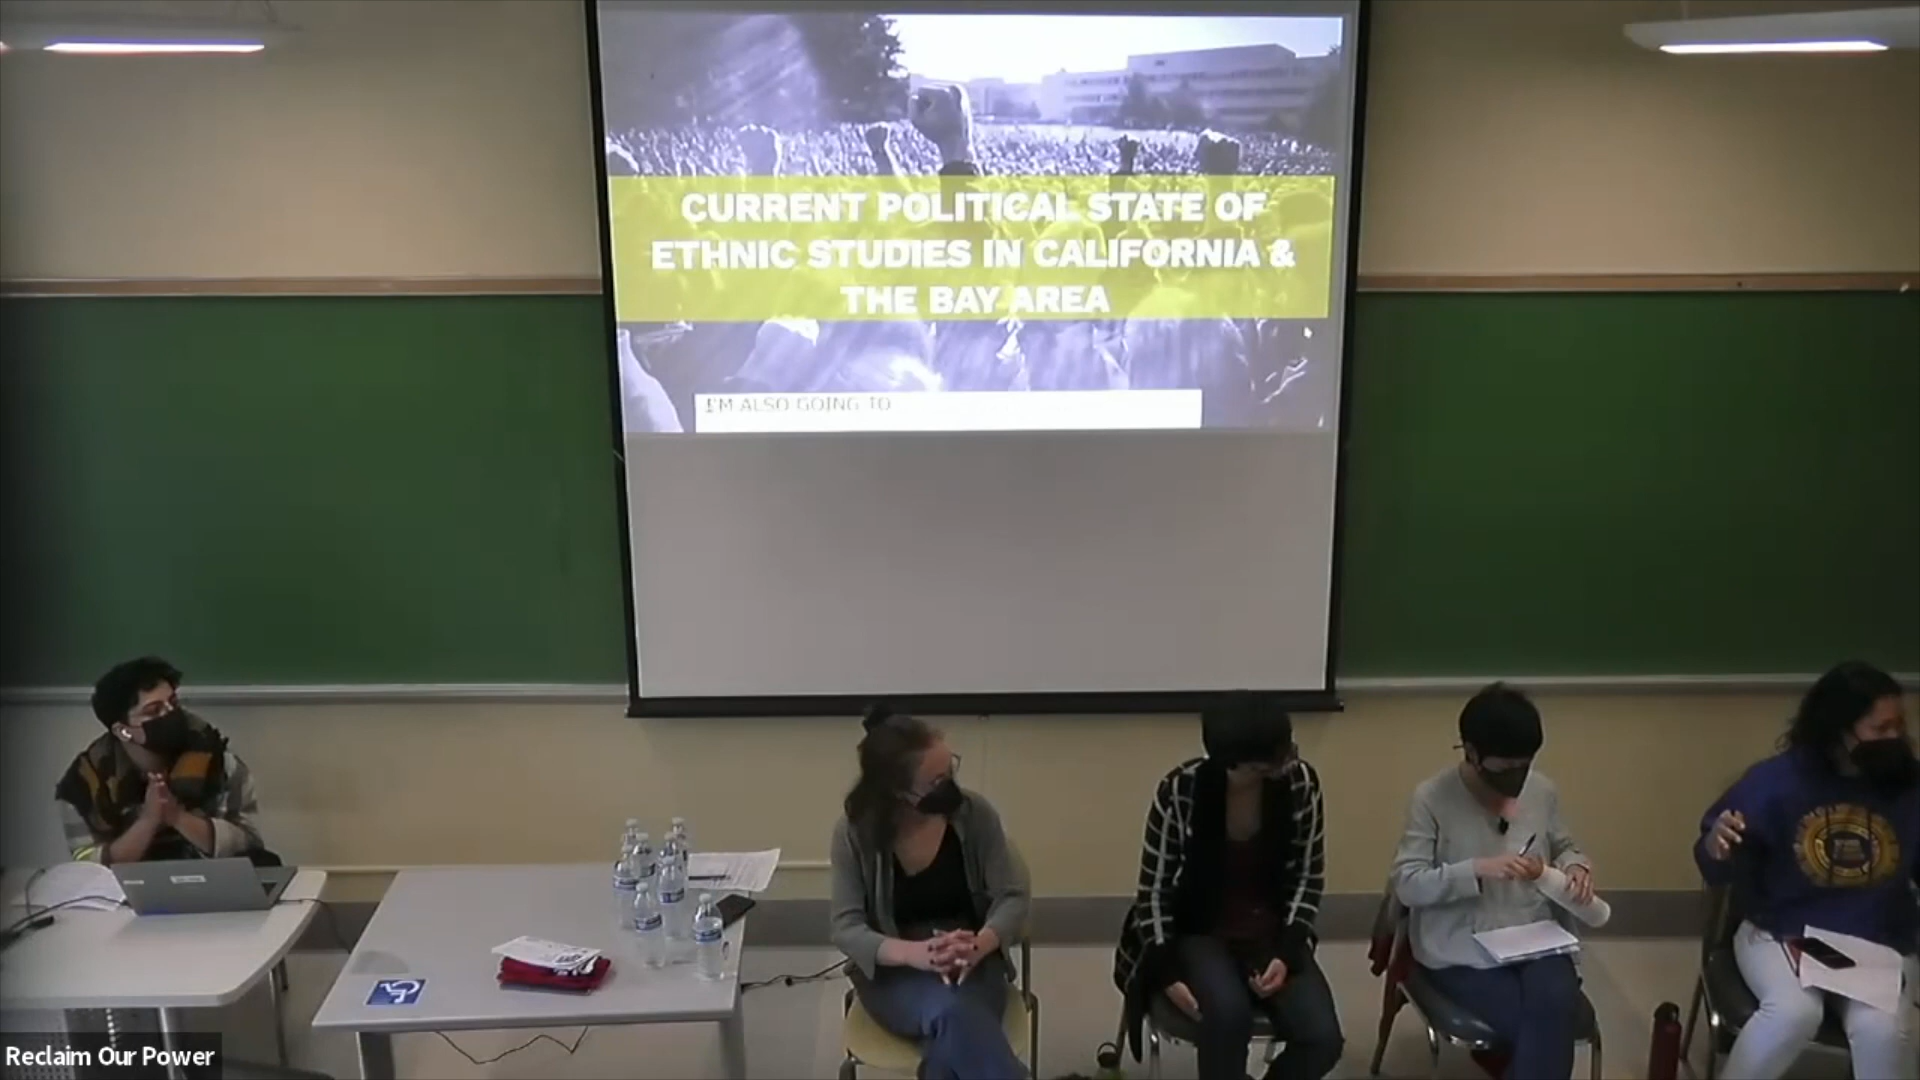 CURRENT POLITICAL STATE OF
ETHNIC STUDIES IN CALIFORNIA &
THE BAY AREA
I'M ALSO GOING TO
Reclaim Our Power